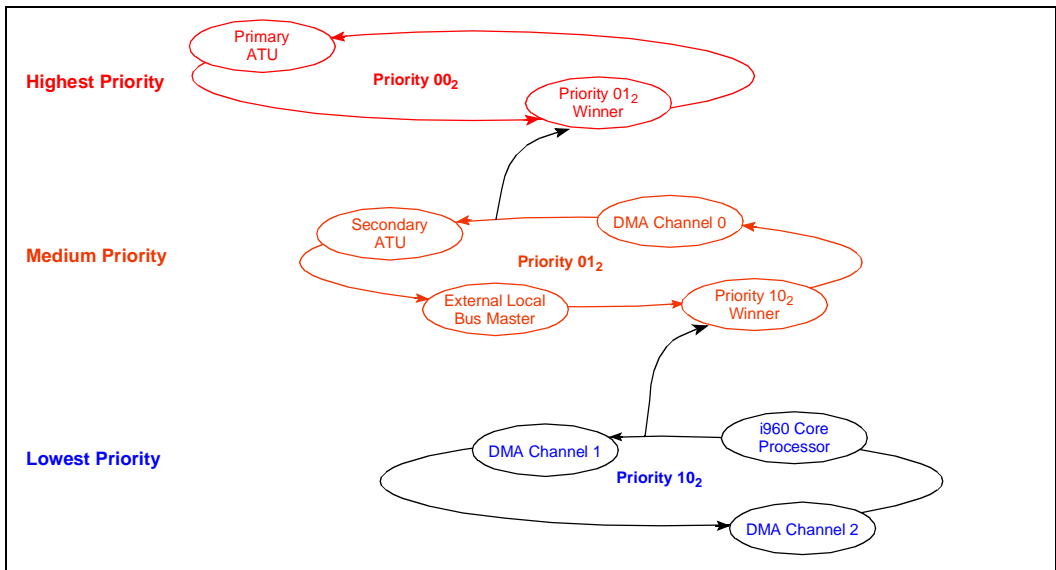 Primary
ATU
Highest Priority
Priority 00₂
Priority 01₂
Winner
Secondary
ATU
DMA Channel 0
Medium Priority
Priority 01₂
External Local
Bus Master
Priority 10₂
Winner
i960 Core
Processor
DMA Channel 1
Lowest Priority
Priority 10₂
DMA Channel 2